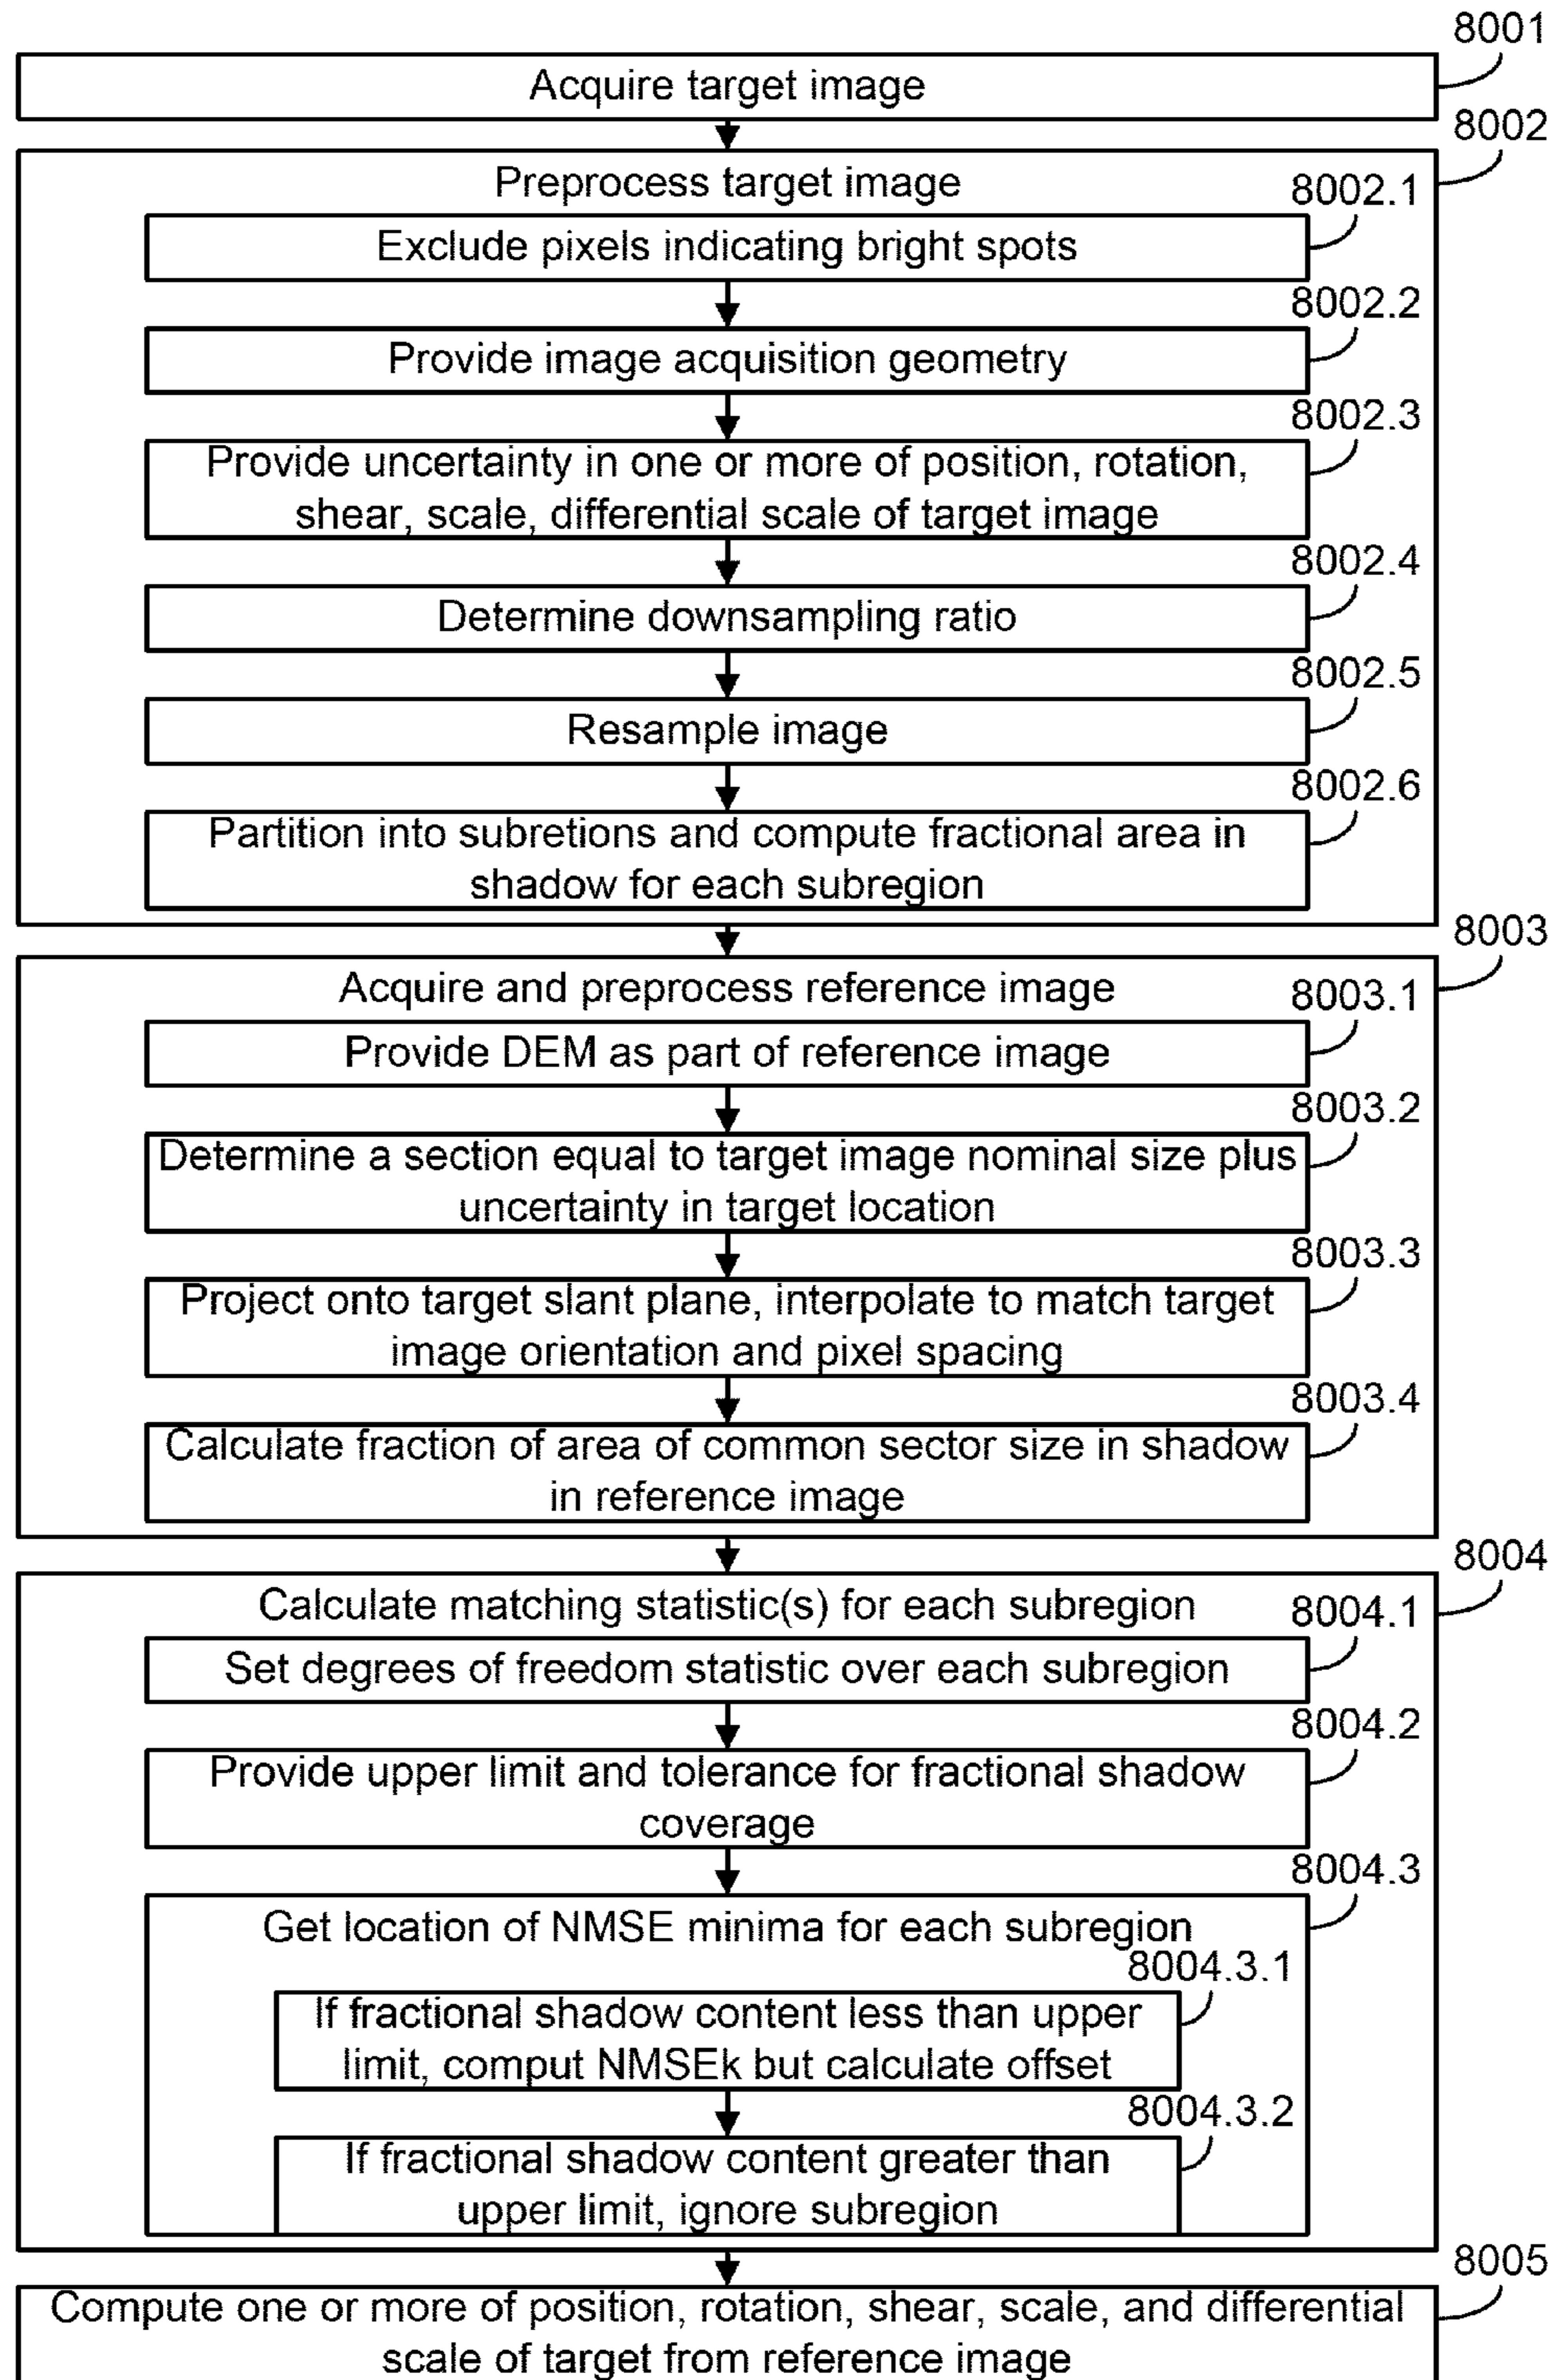 8001
Acquire target image
8002
Preprocess target image
8002.1
Exclude pixels indicating bright spots
8002.2
Provide image acquisition geometry
8002.3
Provide uncertainty in one or more of position, rotation,
shear, scale, differential scale of target image
8002.4
Determine downsampling ratio
8002.5
Resample image
8002.6
Partition into subretions and compute fractional area in
shadow for each subregion
8003
Acquire and preprocess reference image
8003.1
Provide DEM as part of reference image
8003.2
Determine a section equal to target image nominal size plus
uncertainty in target location
8003.3
Project onto target slant plane, interpolate to match target
image orientation and pixel spacing
8003.4
Calculate fraction of area of common sector size in shadow
in reference image
8004
Calculate matching statistic(s) for each subregion
8004.1
Set degrees of freedom statistic over each subregion
8004.2
Provide upper limit and tolerance for fractional shadow
coverage
8004.3
Get location of NMSE minima for each subregion
8004.3.1
If fractional shadow content less than upper
limit, comput NMSEk but calculate offset
8004.3.2
If fractional shadow content greater than
upper limit, ignore subregion
8005
Compute one or more of position, rotation, shear, scale, and differential
scale of target from reference image